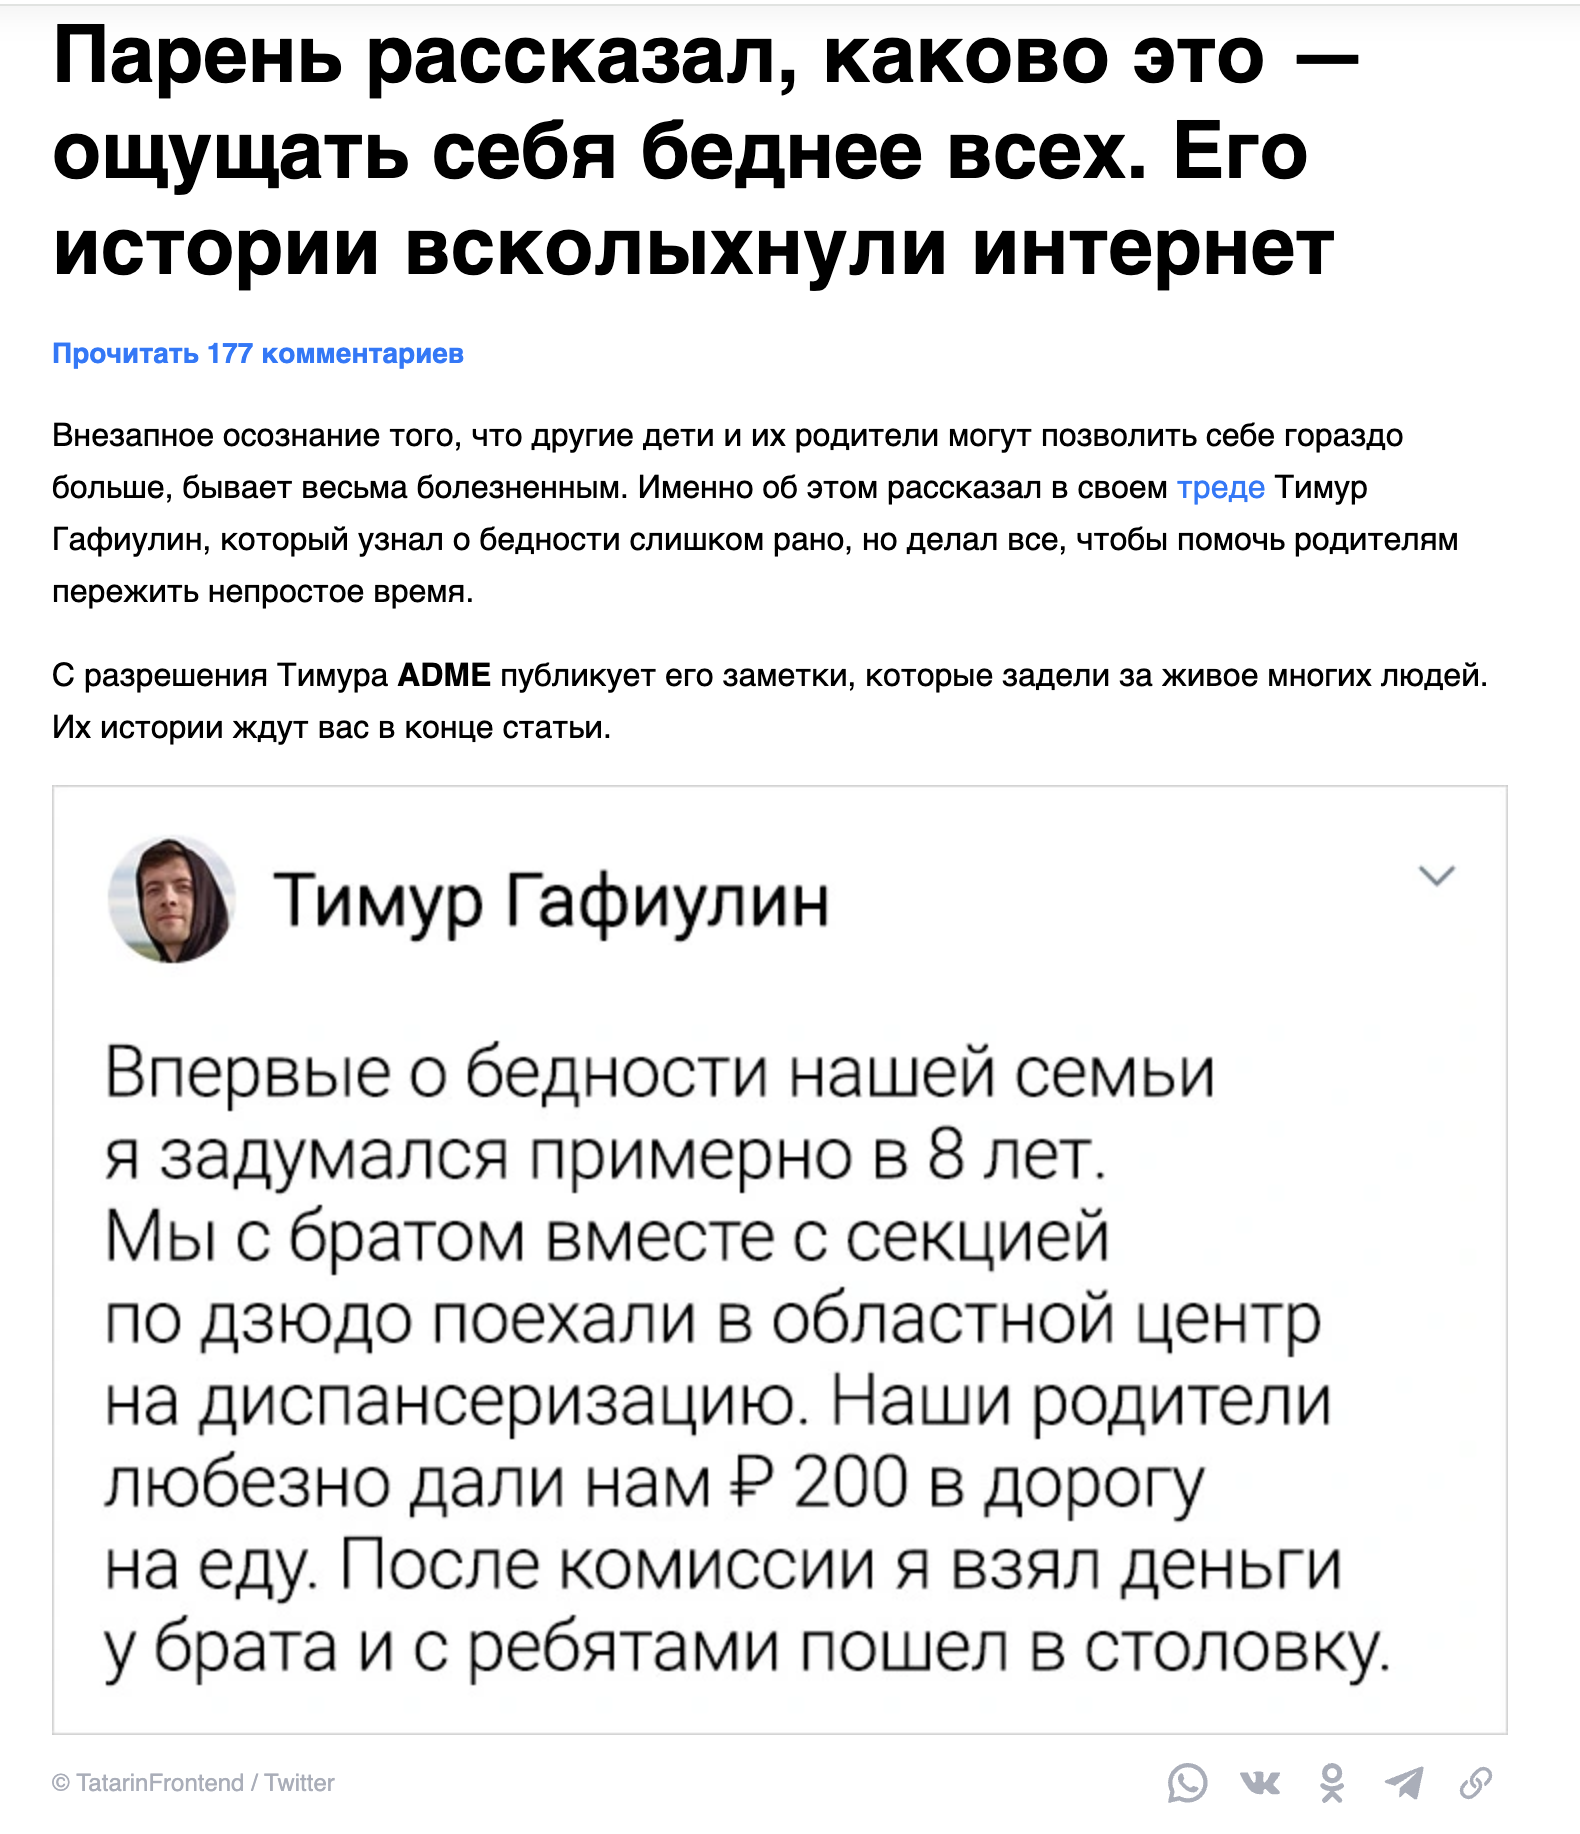 Парень рассказал, каково это —
ощущать себя беднее всех. Его
истории всколыхнули интернет
Прочитать 177 комментариев
Внезапное осознание того, что другие дети и их родители могут позволить себе гораздо
больше, бывает весьма болезненным. Именно об этом рассказал в своем треде Тимур
Гафиулин, который узнал о бедности слишком рано, но делал все, чтобы помочь родителям
пережить непростое время.
С разрешения Тимура ADME публикует его заметки, которые задели за живое многих людей.
Их истории ждут вас в конце статьи.
Тимур Гафиулин
Впервые о бедности нашей семьи
я задумался примерно в 8 лет.
Мы с братом вместе с секцией
по дзюдо поехали в областной центр
на диспансеризацию. Наши родители
любезно дали нам ₽ 200 в дорогу
на еду. После комиссии я взял деньги
у брата и с ребятами пошел в столовку.
© TatarinFrontend / Twitter